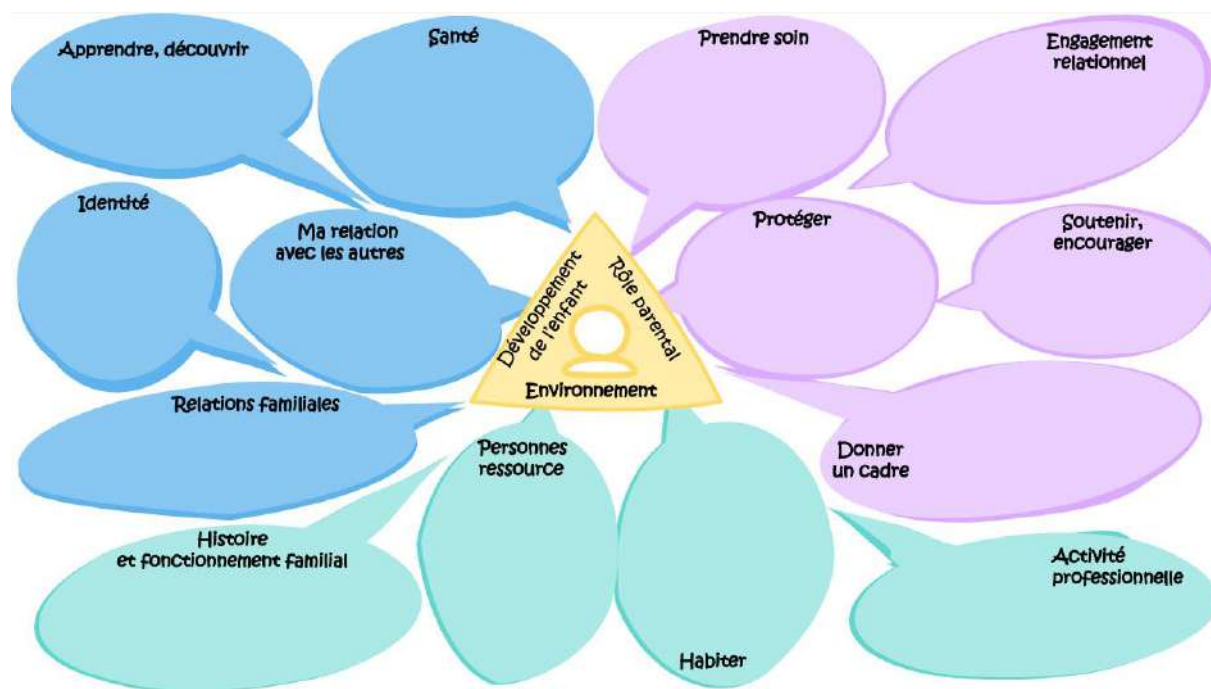 Apprendre, découvrir
Santé
Prendre soin
Engagement
relationnel
Identité
Ma relation
avec les autres
Protéger
Soutenir,
encourager
Développement
de l'enfant
Rôle parental
Environnement
Relations familiales
Personnes
ressource
Donner
un cadre
Histoire
et fonctionnement familial
Habiter
Activité
professionnelle